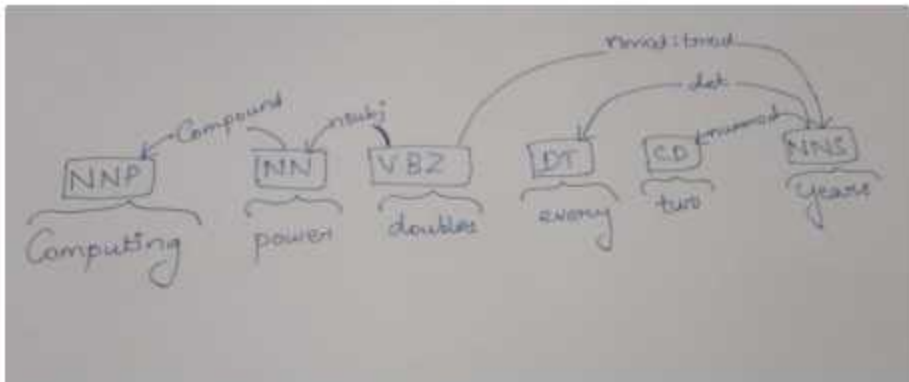 nmod:tmod
det
Compound nsubj nummod
NNP NN VBZ DT CD NNS
Computing power doubles every two years